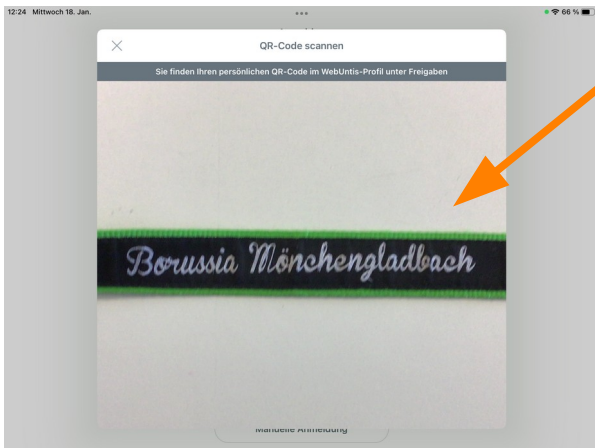 12:24 Mittwoch 18. Jan.
66 %
QR-Code scannen
Sie finden Ihren persönlichen QR-Code im WebUntis-Profil unter Freigaben
Borussia Mönchengladbach
Manuelle Anmeldung